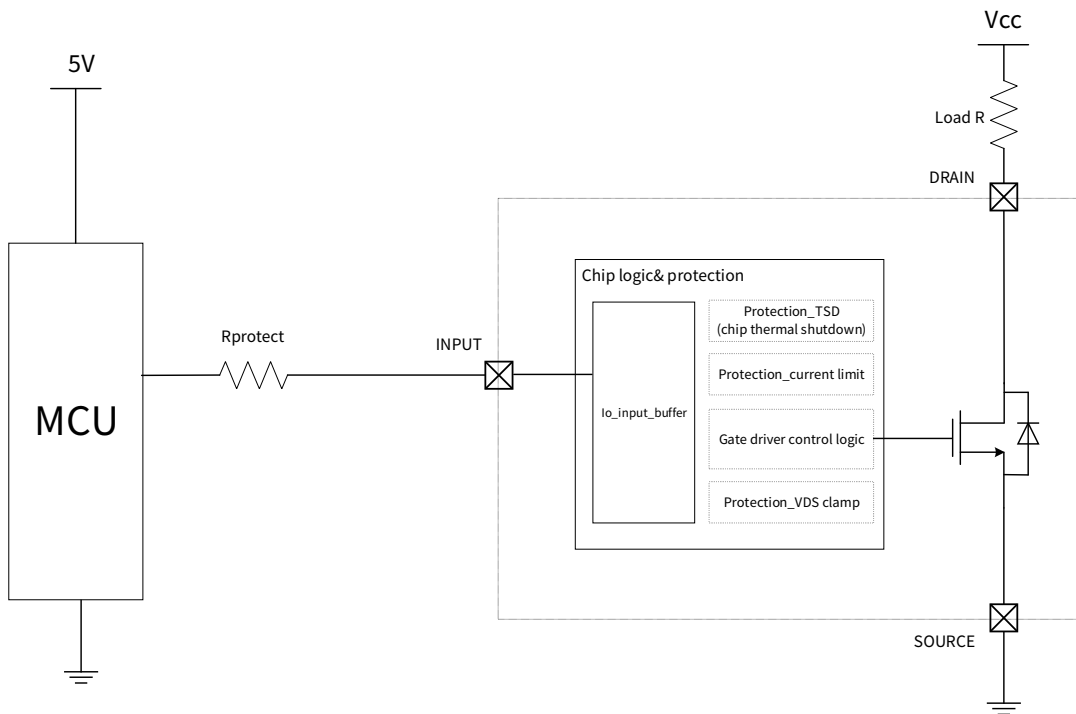 Vcc
5V
Load R
DRAIN
Chip logic& protection
Protection_TSD
(chip thermal shutdown)
Rprotect
INPUT
Protection_current limit
MCU
Io_input_buffer
Gate driver control logic
Protection_VDS clamp
SOURCE